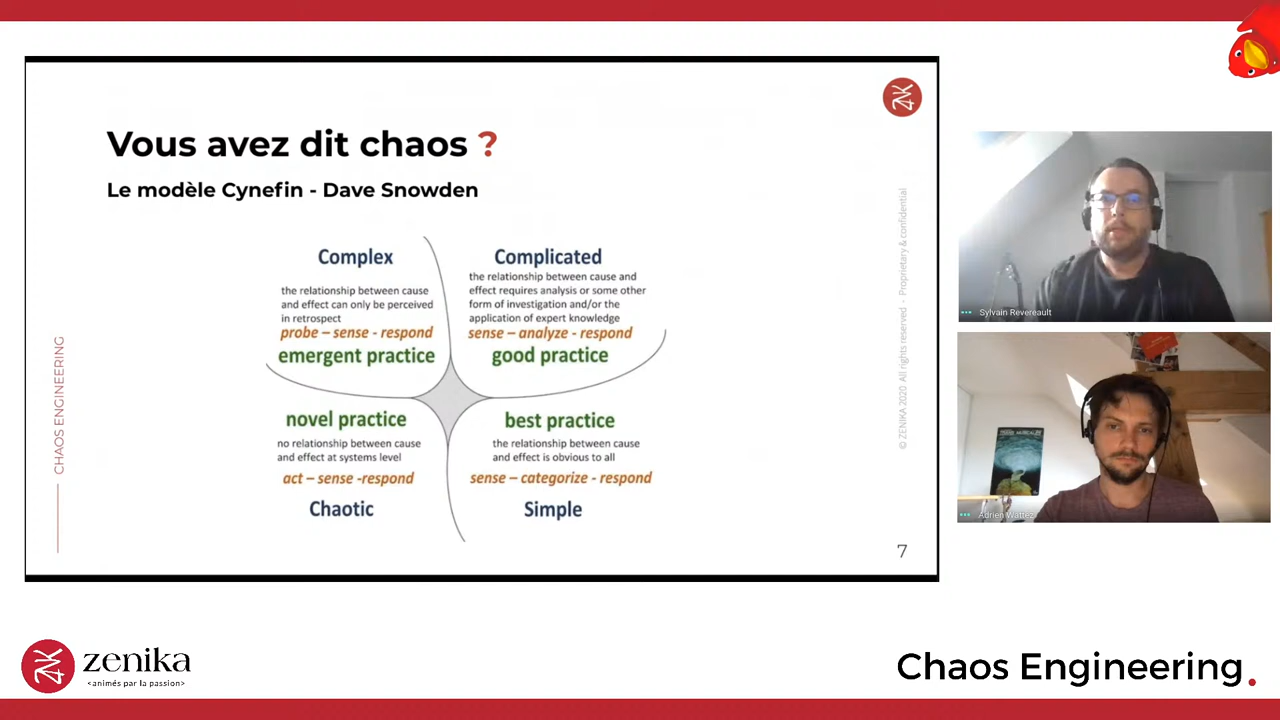 Vous avez dit chaos ?
Le modèle Cynefin - Dave Snowden
Complex
the relationship between cause
and effect can only be perceived
in retrospect
probe – sense - respond
emergent practice
Complicated
the relationship between cause and
effect requires analysis or some other
form of investigation and/or the
application of expert knowledge
sense – analyze - respond
good practice
novel practice
no relationship between cause
and effect at systems level
act – sense -respond
Chaotic
best practice
the relationship between cause
and effect is obvious to all
sense – categorize - respond
Simple
CHAOS ENGINEERING
© ZENIKA 2020 All rights reserved - Proprietary & confidential
7
Sylvain Revereault
Adrien Wattez
zenika
<animés par la passion>
Chaos Engineering.